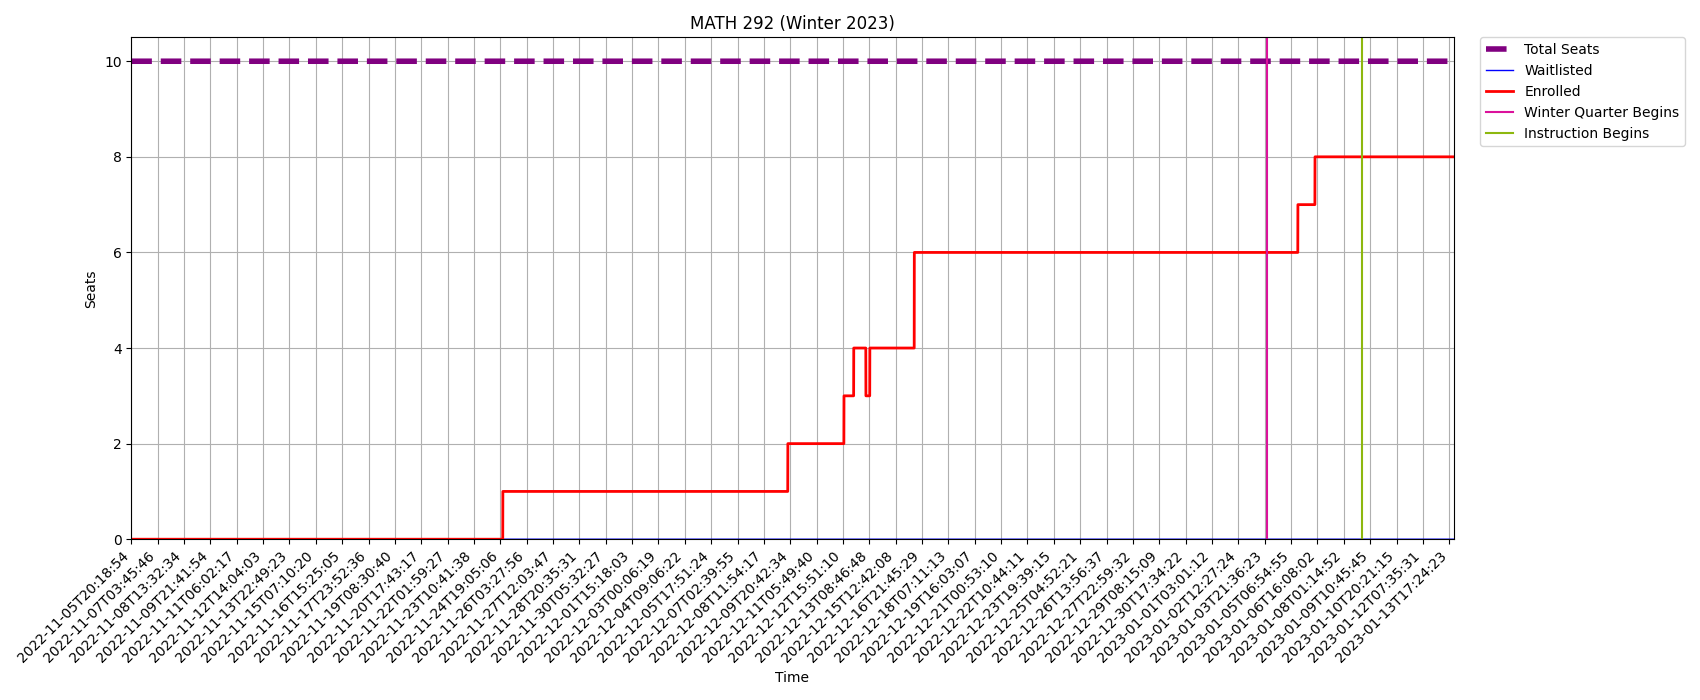 MATH 292 (Winter 2023)
Total Seats
Waitlisted
Enrolled
Winter Quarter Begins
Instruction Begins
Seats
10
8
6
4
2
0
2022-11-05T20:18:54
2022-11-07T03:45:46
2022-11-08T13:32:34
2022-11-09T21:41:54
2022-11-11T06:02:17
2022-11-12T14:04:03
2022-11-13T22:49:23
2022-11-15T07:10:20
2022-11-16T15:25:05
2022-11-17T23:52:36
2022-11-19T08:30:40
2022-11-20T17:43:17
2022-11-22T01:59:27
2022-11-23T10:41:38
2022-11-24T19:05:06
2022-11-26T03:27:56
2022-11-27T12:03:47
2022-11-28T20:35:31
2022-11-30T05:32:27
2022-12-01T15:18:03
2022-12-03T00:06:19
2022-12-04T09:06:22
2022-12-05T17:51:24
2022-12-07T02:39:55
2022-12-08T11:54:17
2022-12-09T20:42:34
2022-12-11T05:49:40
2022-12-12T15:51:10
2022-12-13T08:46:48
2022-12-15T12:42:08
2022-12-16T21:45:29
2022-12-18T07:11:13
2022-12-19T16:03:07
2022-12-21T00:53:10
2022-12-22T10:44:11
2022-12-23T19:39:15
2022-12-25T04:52:21
2022-12-26T13:56:37
2022-12-27T22:59:32
2022-12-29T08:15:09
2022-12-30T17:34:22
2023-01-01T03:01:12
2023-01-02T12:27:24
2023-01-03T21:36:23
2023-01-05T06:54:55
2023-01-06T16:08:02
2023-01-08T01:14:52
2023-01-09T10:45:45
2023-01-10T20:21:15
2023-01-12T07:35:31
2023-01-13T17:24:23
Time